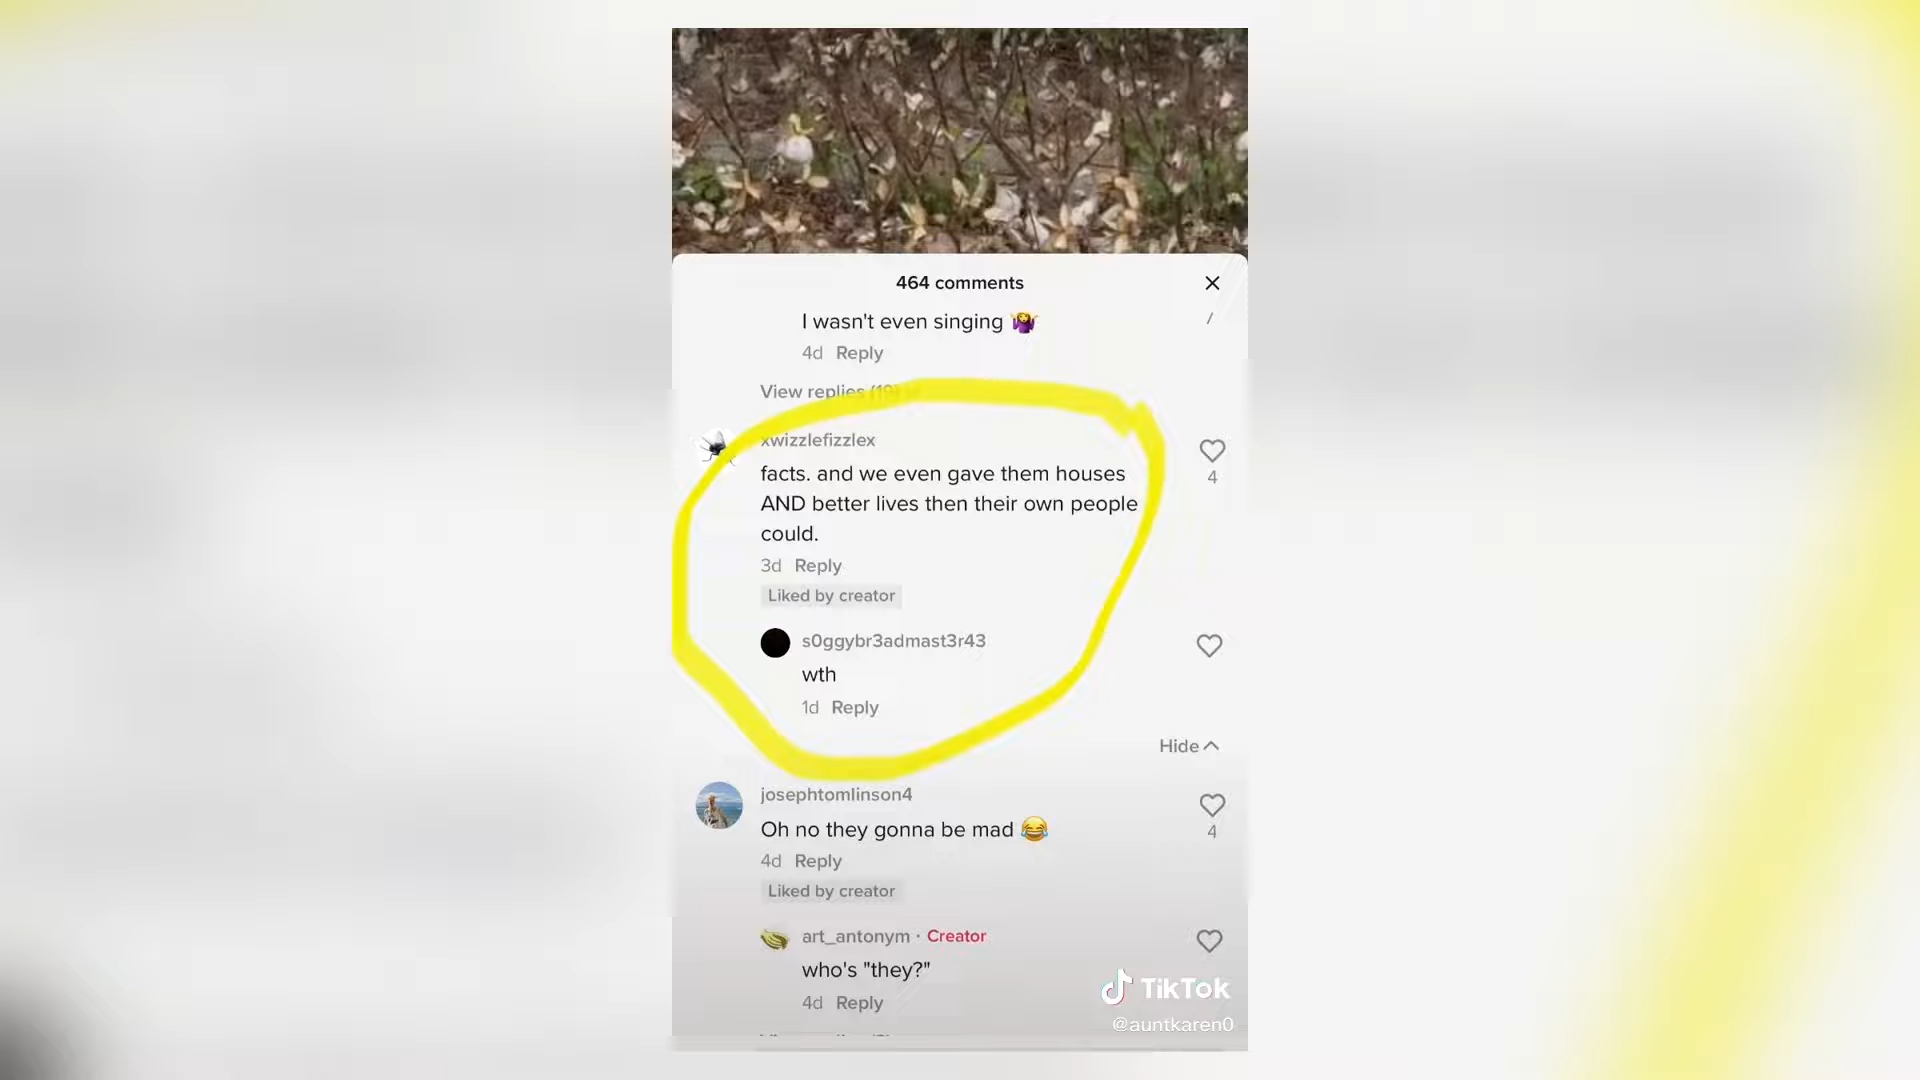 464 comments
I wasn't even singing 🤷‍♀️
4d Reply
View replies (19)
xwizzlefizzlex
facts. and we even gave them houses
AND better lives then their own people
could.
4
3d Reply
Liked by creator
s0ggybr3admast3r43
wth
1d Reply
Hide
josephtomlinson4
Oh no they gonna be mad 😂
4
4d Reply
Liked by creator
art_antonym · Creator
who's "they?"
4d Reply
TikTok
@auntkaren0